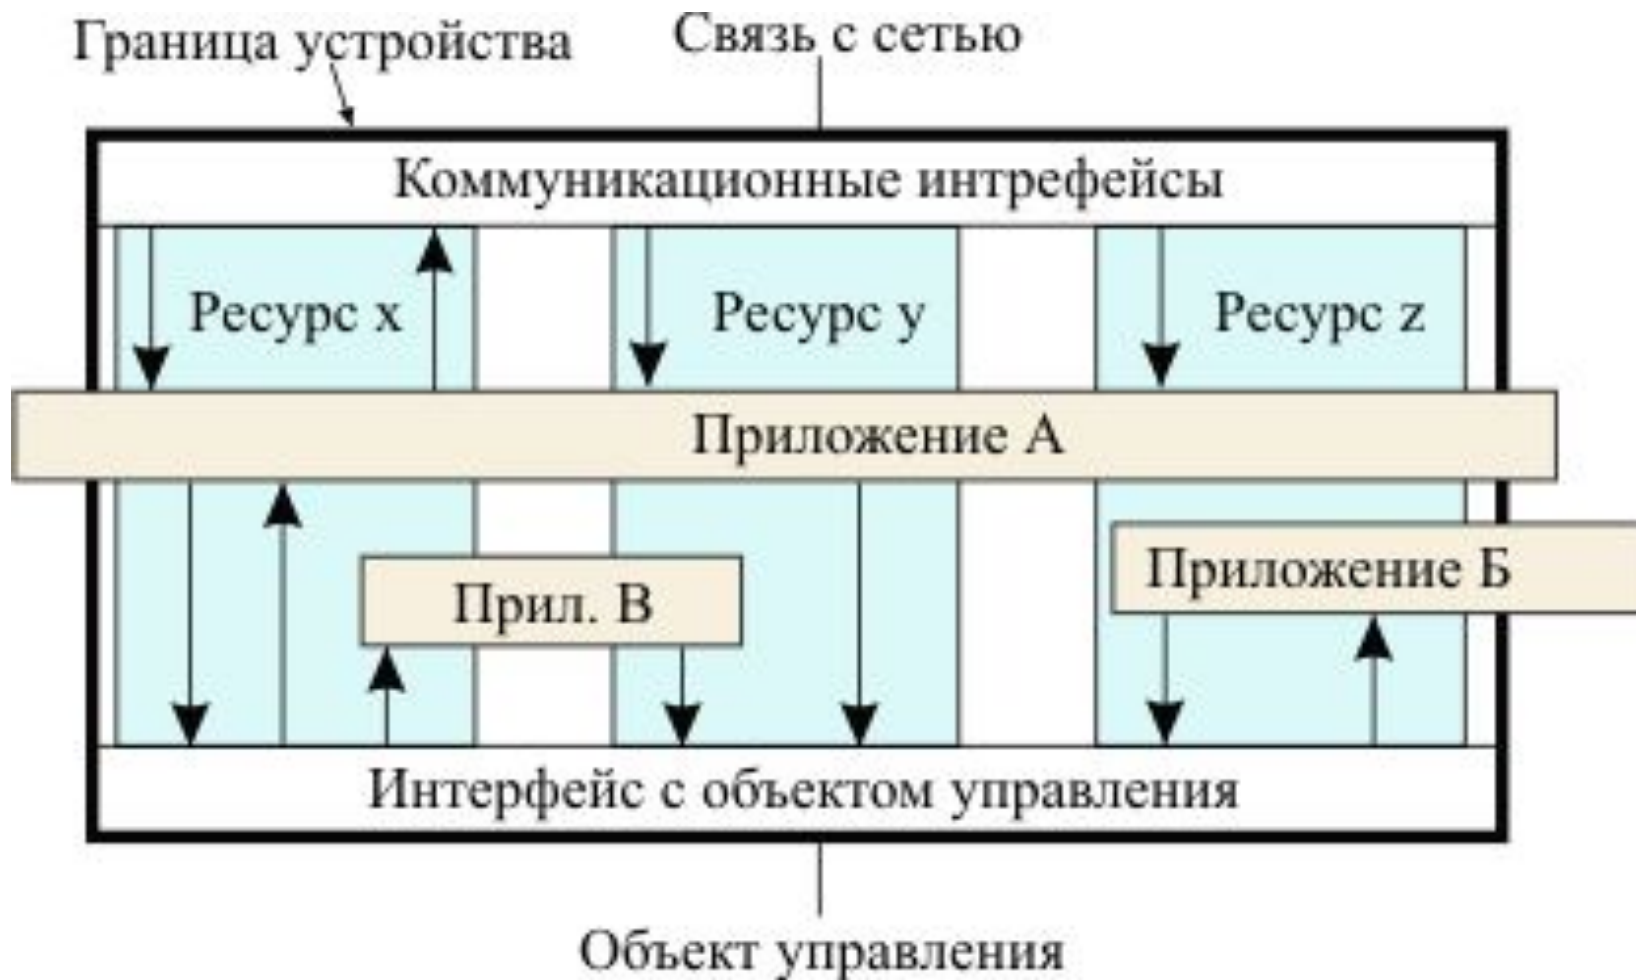 Граница устройства
Связь с сетью
Коммуникационные интрефейсы
Ресурс x
Ресурс y
Ресурс z
Приложение А
Приложение Б
Прил. В
Интерфейс с объектом управления
Объект управления